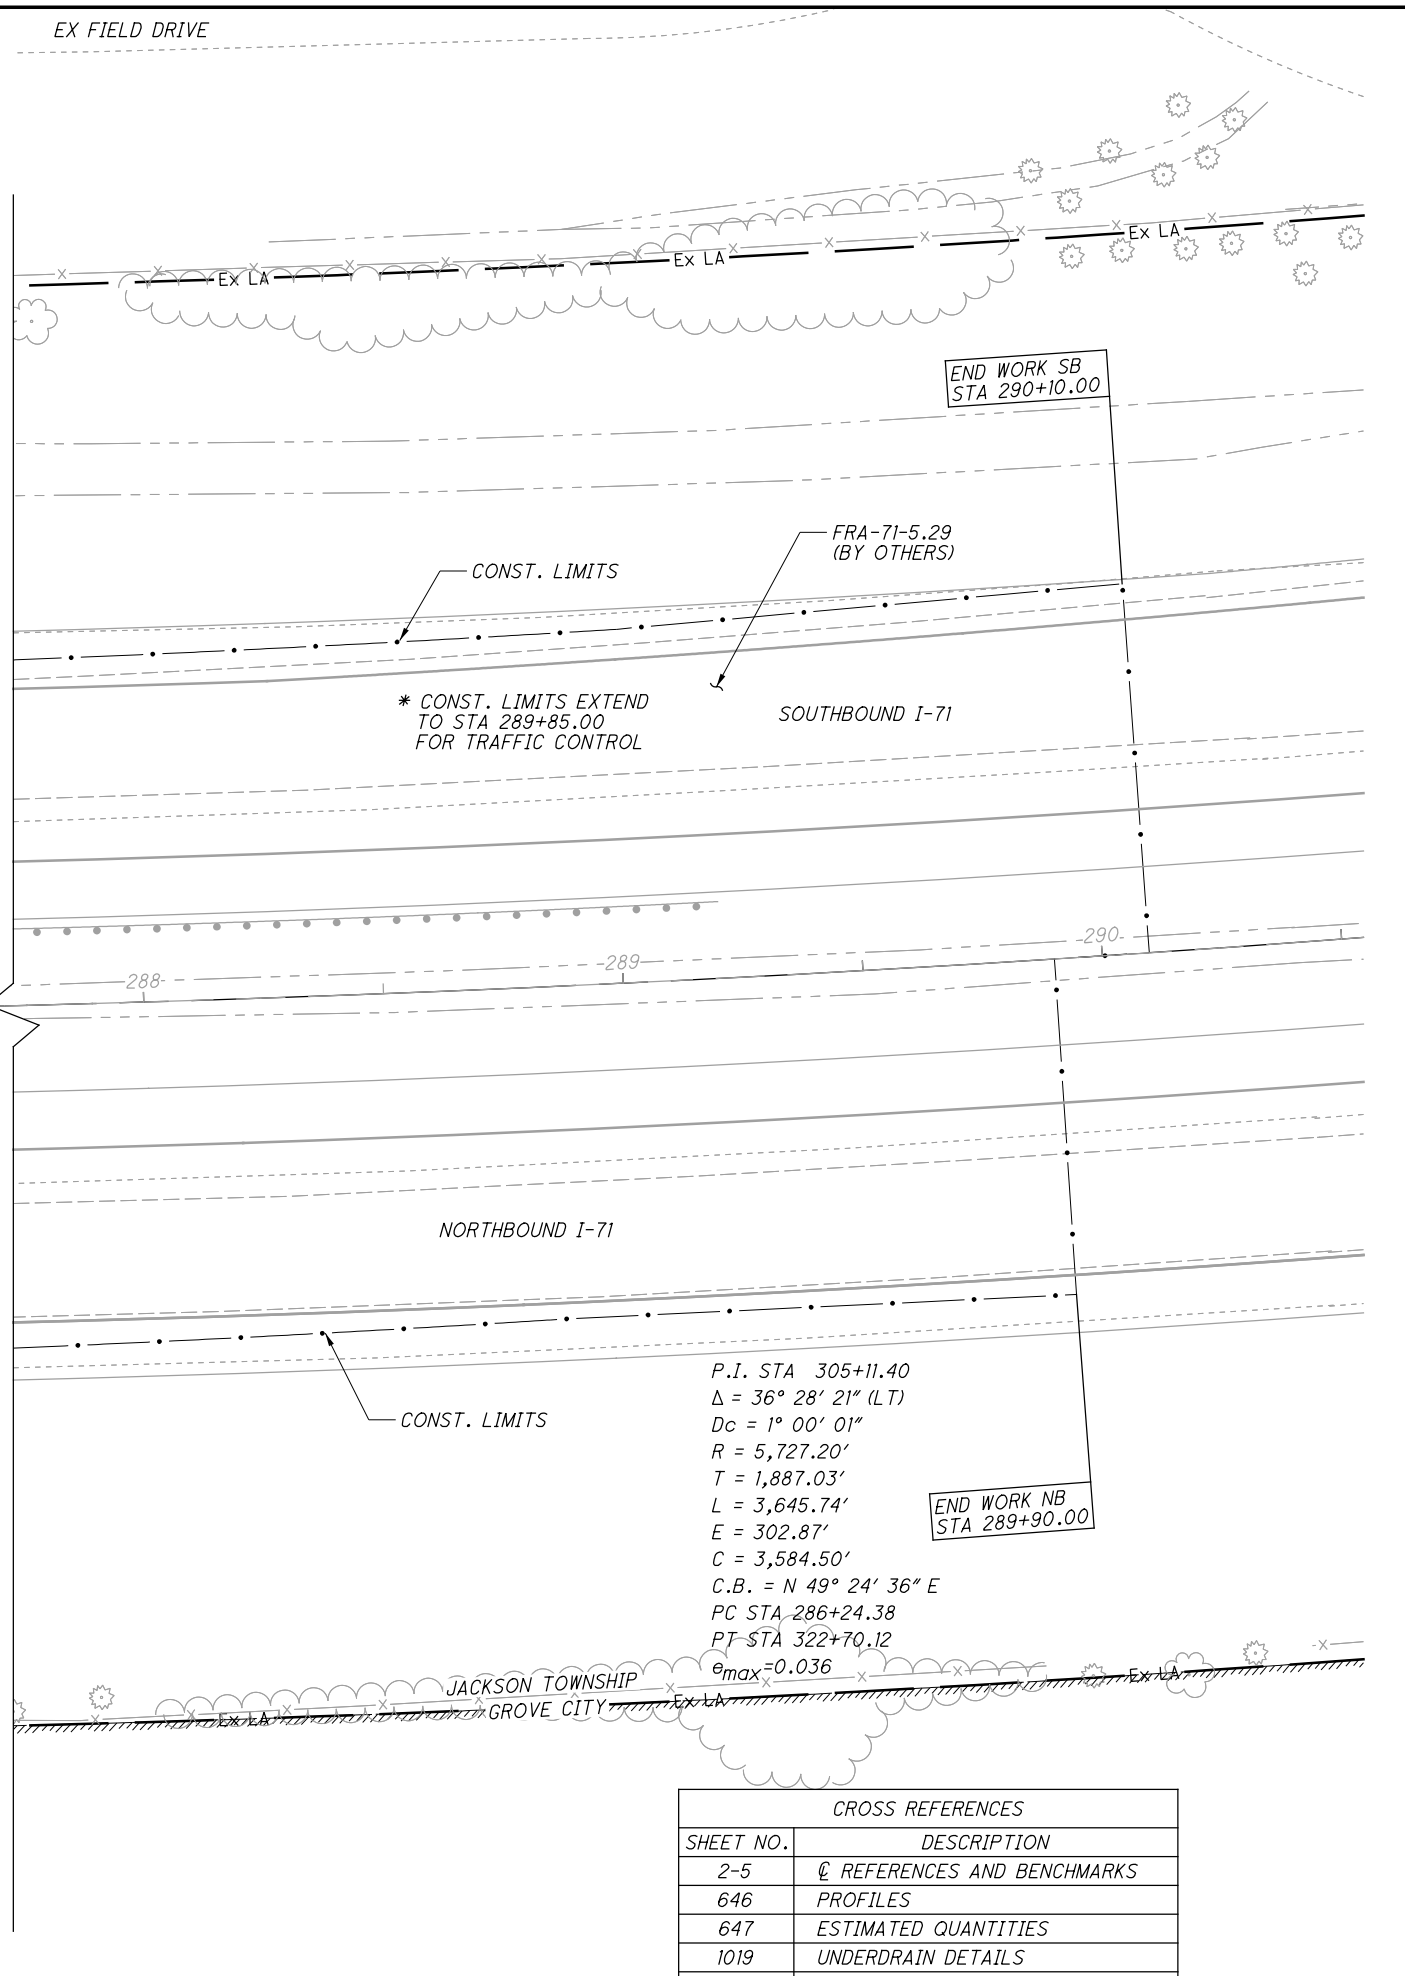 EX FIELD DRIVE
Ex LA
Ex LA
Ex LA
END WORK SB
STA 290+10.00
FRA-71-5.29
(BY OTHERS)
CONST. LIMITS
* CONST. LIMITS EXTEND
TO STA 289+85.00
FOR TRAFFIC CONTROL
SOUTHBOUND I-71
288
289
290
NORTHBOUND I-71
CONST. LIMITS
P.I. STA 305+11.40
Δ = 36° 28' 21" (LT)
Dc = 1° 00' 01"
R = 5,727.20'
T = 1,887.03'
L = 3,645.74'
E = 302.87'
C = 3,584.50'
C.B. = N 49° 24' 36" E
PC STA 286+24.38
PT STA 322+70.12
emax=0.036
END WORK NB
STA 289+90.00
JACKSON TOWNSHIP
GROVE CITY
Ex LA
Ex LA
Ex LA
CROSS REFERENCES
SHEET NO. DESCRIPTION
2-5 ℄ REFERENCES AND BENCHMARKS
646 PROFILES
647 ESTIMATED QUANTITIES
1019 UNDERDRAIN DETAILS